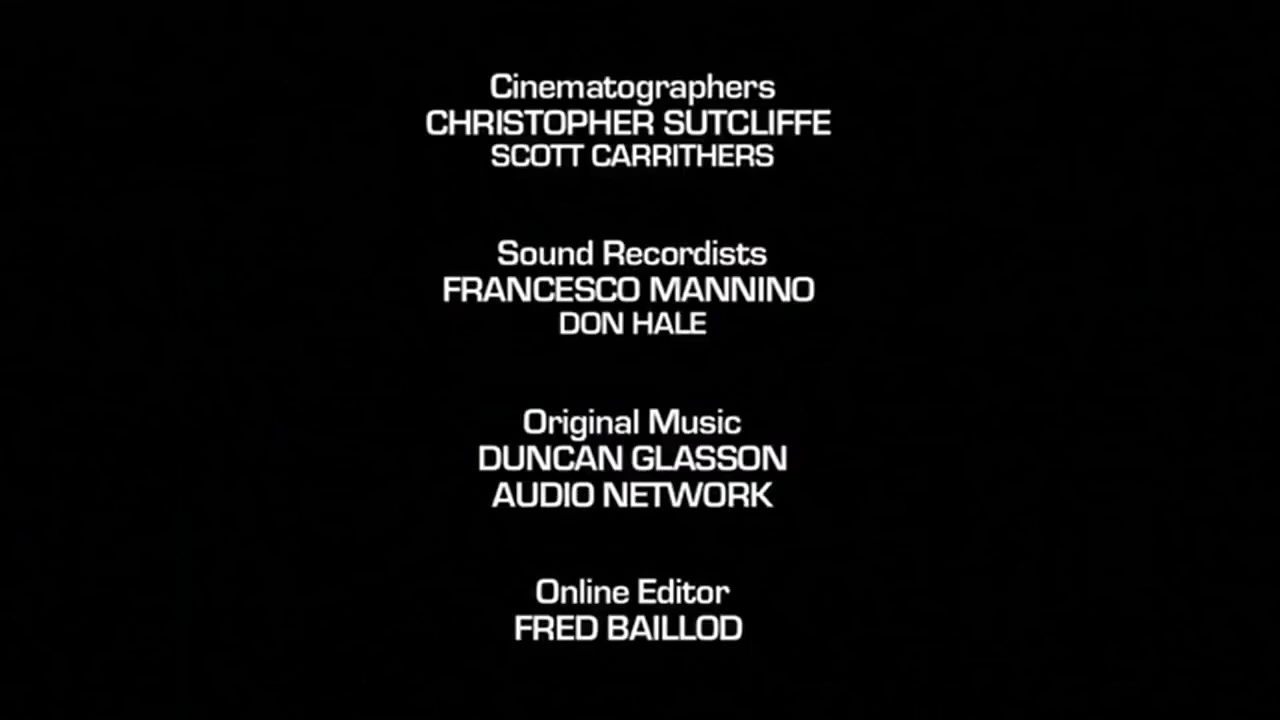 Cinematographers
CHRISTOPHER SUTCLIFFE
SCOTT CARRITHERS
Sound Recordists
FRANCESCO MANNINO
DON HALE
Original Music
DUNCAN GLASSON
AUDIO NETWORK
Online Editor
FRED BAILLOD